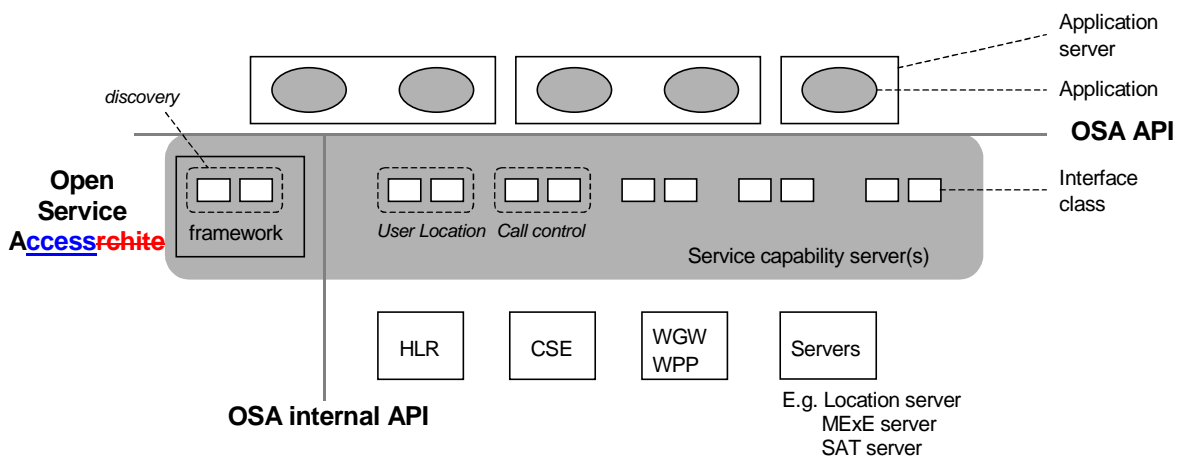 Application
server
discovery
Application
OSA API
Open
Service
Accessrchite
framework
User Location
Call control
Interface
class
Service capability server(s)
HLR
CSE
WGW
WPP
Servers
OSA internal API
E.g. Location server
MExE server
SAT server